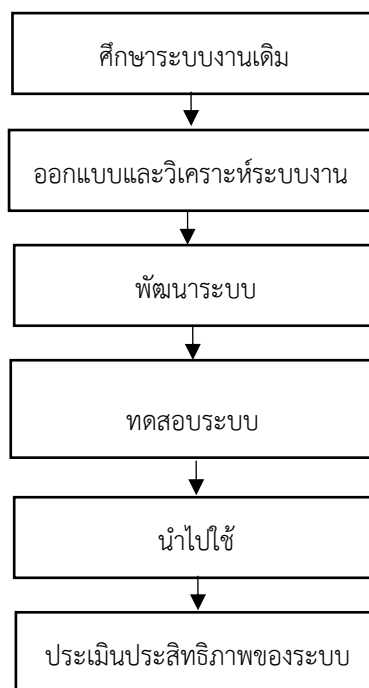 ศึกษาระบบงานเดิม
ออกแบบและวิเคราะห์ระบบงาน
พัฒนาระบบ
ทดสอบระบบ
นำไปใช้
ประเมินประสิทธิภาพของระบบ